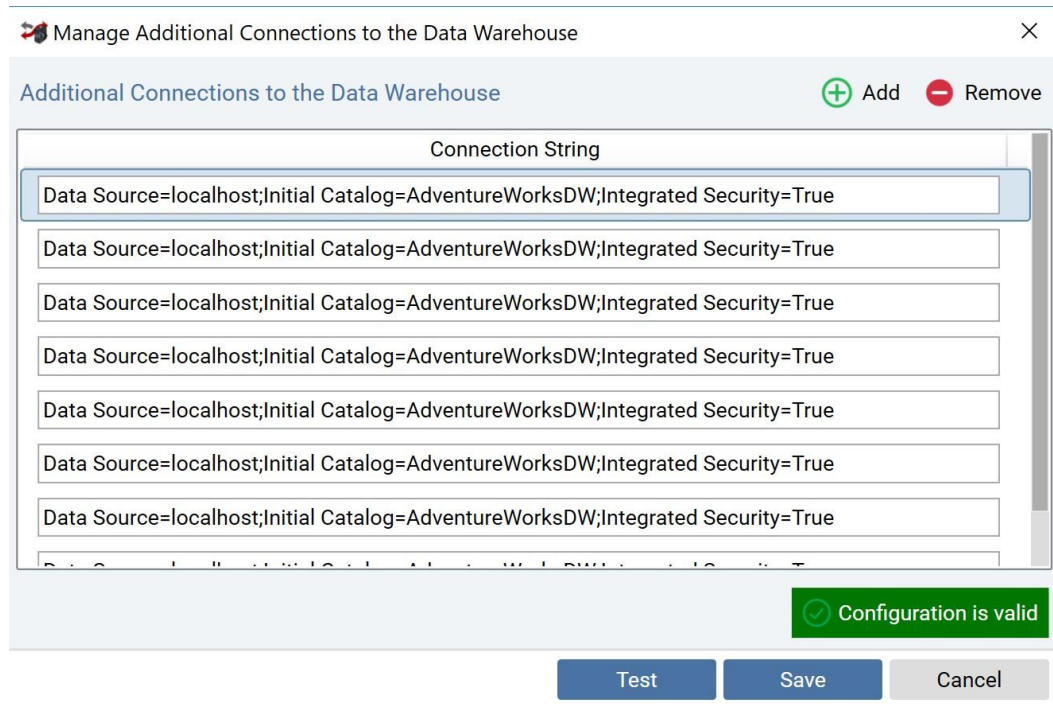 Manage Additional Connections to the Data Warehouse
Additional Connections to the Data Warehouse Add Remove
Connection String
Data Source=localhost;Initial Catalog=AdventureWorksDW;Integrated Security=True
Data Source=localhost;Initial Catalog=AdventureWorksDW;Integrated Security=True
Data Source=localhost;Initial Catalog=AdventureWorksDW;Integrated Security=True
Data Source=localhost;Initial Catalog=AdventureWorksDW;Integrated Security=True
Data Source=localhost;Initial Catalog=AdventureWorksDW;Integrated Security=True
Data Source=localhost;Initial Catalog=AdventureWorksDW;Integrated Security=True
Data Source=localhost;Initial Catalog=AdventureWorksDW;Integrated Security=True
Configuration is valid
Test Save Cancel